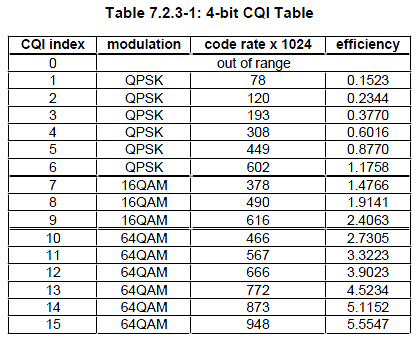 Table 7.2.3-1: 4-bit CQI Table
CQI index modulation code rate x 1024 efficiency
0 out of range
1 QPSK 78 0.1523
2 QPSK 120 0.2344
3 QPSK 193 0.3770
4 QPSK 308 0.6016
5 QPSK 449 0.8770
6 QPSK 602 1.1758
7 16QAM 378 1.4766
8 16QAM 490 1.9141
9 16QAM 616 2.4063
10 64QAM 466 2.7305
11 64QAM 567 3.3223
12 64QAM 666 3.9023
13 64QAM 772 4.5234
14 64QAM 873 5.1152
15 64QAM 948 5.5547